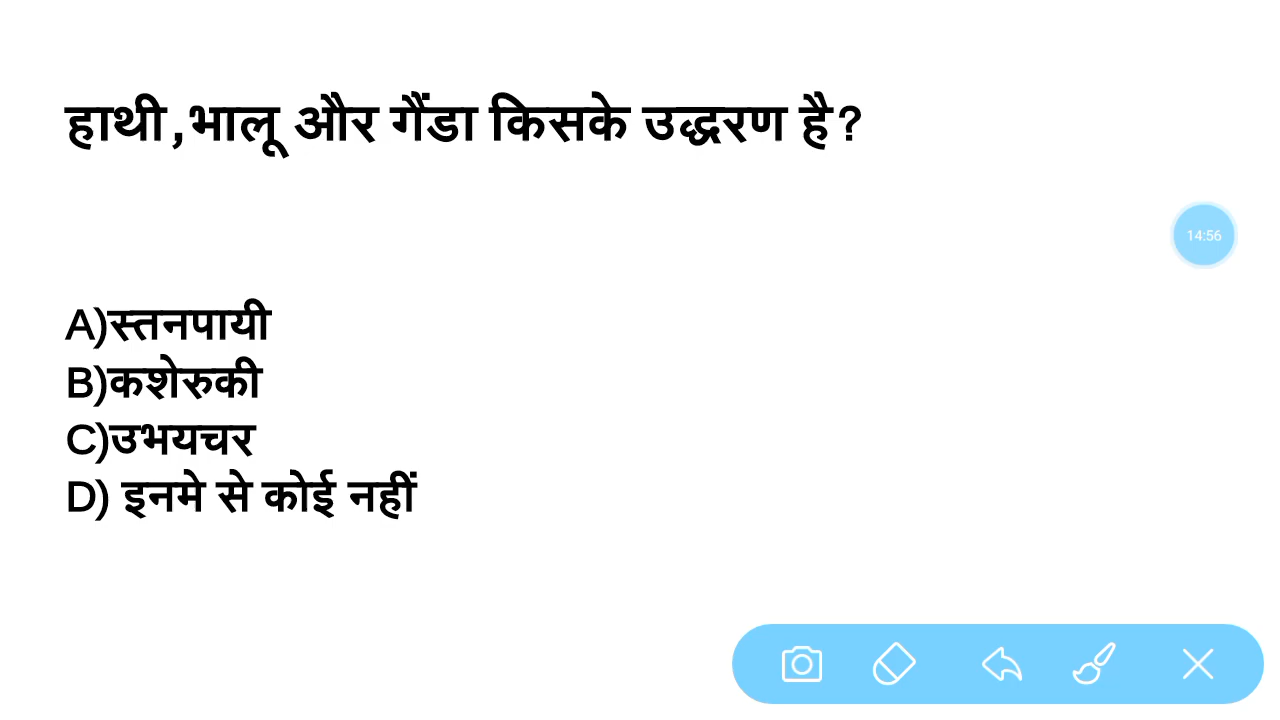 हाथी,भालू और गैंडा किसके उद्धरण है?
14:56
A)स्तनपायी
B)कशेरुकी
C)उभयचर
D) इनमे से कोई नहीं